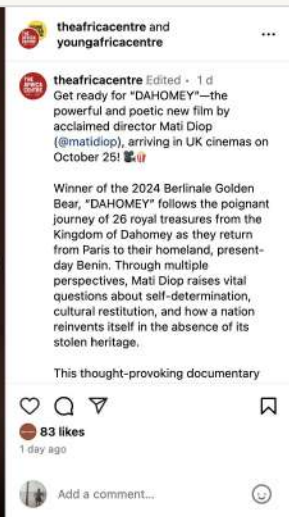 theafricacentre and
youngafricacentre
theafricacentre Edited · 1 d
Get ready for "DAHOMEY"—the
powerful and poetic new film by
acclaimed director Mati Diop
(@matidiop), arriving in UK cinemas on
October 25! 🎥🍿
Winner of the 2024 Berlinale Golden
Bear, "DAHOMEY" follows the poignant
journey of 26 royal treasures from the
Kingdom of Dahomey as they return
from Paris to their homeland, present-
day Benin. Through multiple
perspectives, Mati Diop raises vital
questions about self-determination,
cultural restitution, and how a nation
reinvents itself in the absence of its
stolen heritage.
This thought-provoking documentary
83 likes
1 day ago
Add a comment...